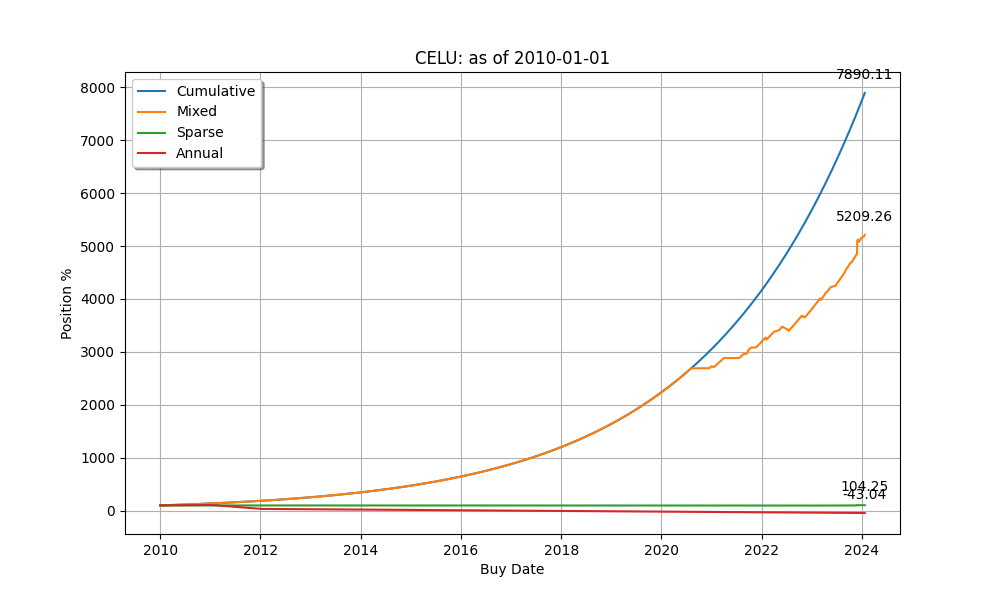 CELU: as of 2010-01-01
7890.11
Cumulative
Mixed
Sparse
Annual
5209.26
104.25
-43.04
8000
7000
6000
5000
4000
3000
2000
1000
0
Position %
2010 2012 2014 2016 2018 2020 2022 2024
Buy Date